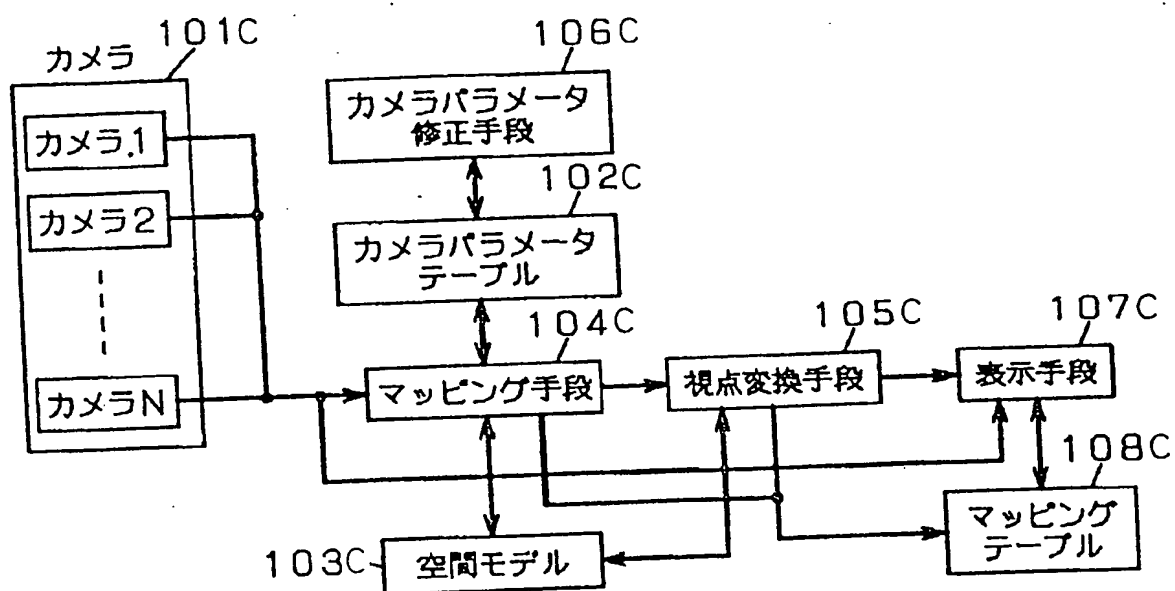 カメラ
101C
カメラ.1
カメラ2
カメラN
106C
カメラパラメータ
修正手段
102C
カメラパラメータ
テーブル
104C
マッピング手段
105C
視点変換手段
107C
表示手段
108C
マッピング
テーブル
103C
空間モデル